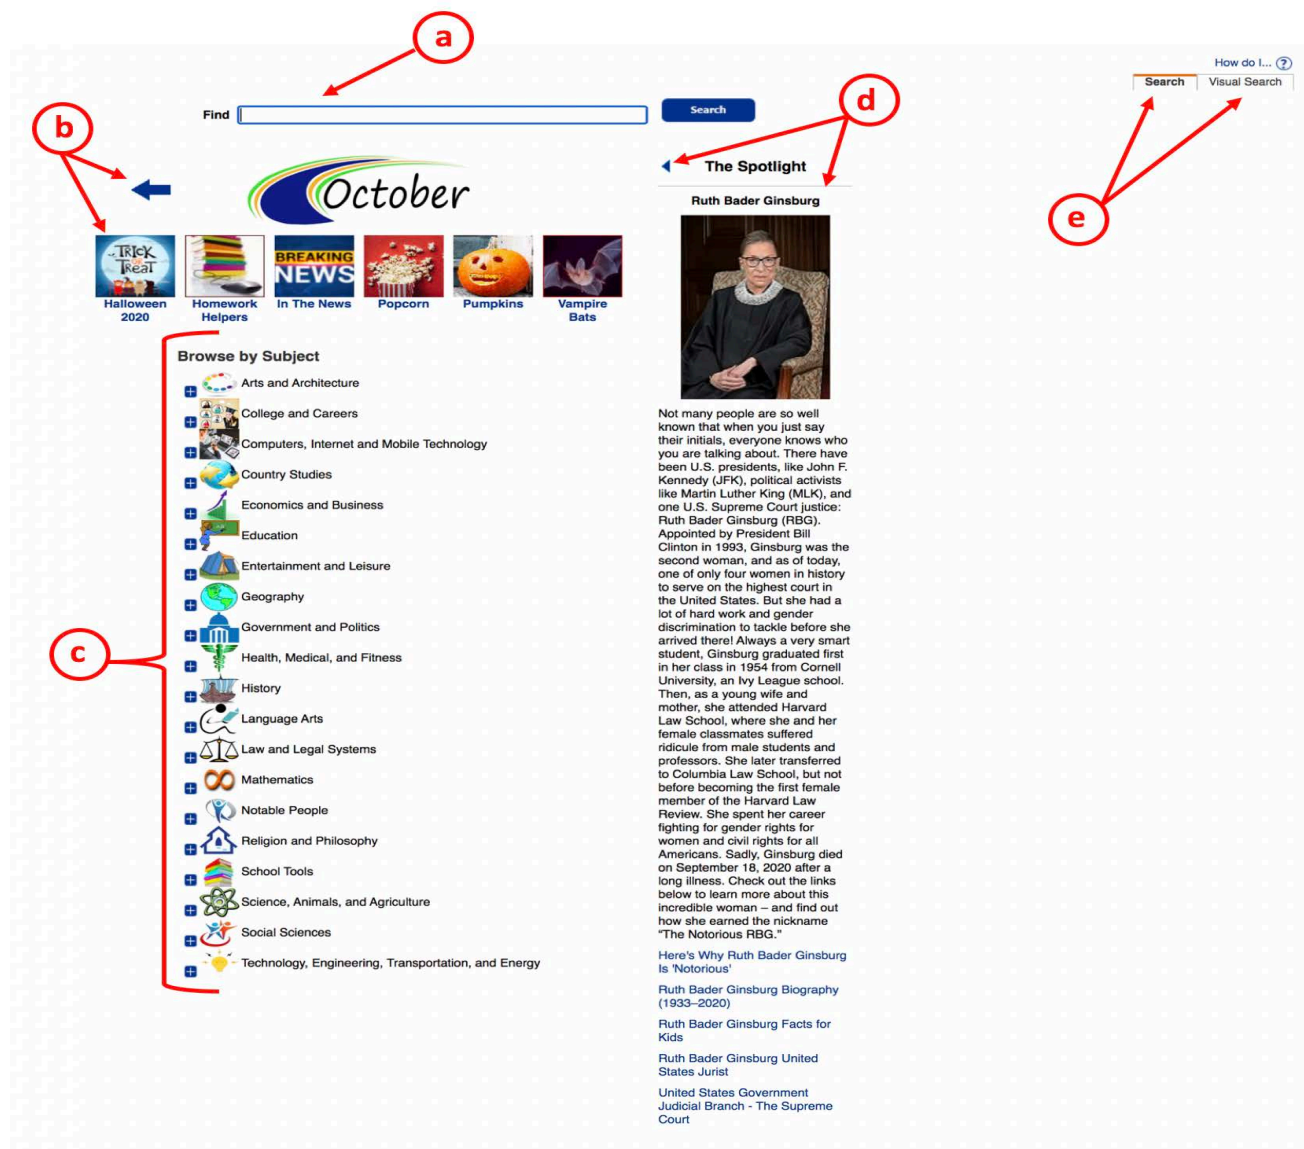 a
How do I... ?
Search Visual Search
d
b
Find Search
The Spotlight
October
e
Ruth Bader Ginsburg
TRICK OR TREAT
BREAKING NEWS
Halloween 2020
Homework Helpers
In The News
Popcorn
Pumpkins
Vampire Bats
Browse by Subject
Arts and Architecture
College and Careers
Computers, Internet and Mobile Technology
Country Studies
Economics and Business
Education
Entertainment and Leisure
Geography
Government and Politics
c
Health, Medical, and Fitness
History
Language Arts
Law and Legal Systems
Mathematics
Notable People
Religion and Philosophy
School Tools
Science, Animals, and Agriculture
Social Sciences
Technology, Engineering, Transportation, and Energy
Not many people are so well
known that when you just say
their initials, everyone knows who
you are talking about. There have
been U.S. presidents, like John F.
Kennedy (JFK), political activists
like Martin Luther King (MLK), and
one U.S. Supreme Court justice:
Ruth Bader Ginsburg (RBG).
Appointed by President Bill
Clinton in 1993, Ginsburg was the
second woman, and as of today,
one of only four women in history
to serve on the highest court in
the United States. But she had a
lot of hard work and gender
discrimination to tackle before she
arrived there! Always a very smart
student, Ginsburg graduated first
in her class in 1954 from Cornell
University, an Ivy League school.
Then, as a young wife and
mother, she attended Harvard
Law School, where she and her
female classmates suffered
ridicule from male students and
professors. She later transferred
to Columbia Law School, but not
before becoming the first female
member of the Harvard Law
Review. She spent her career
fighting for gender rights for
women and civil rights for all
Americans. Sadly, Ginsburg died
on September 18, 2020 after a
long illness. Check out the links
below to learn more about this
incredible woman – and find out
how she earned the nickname
"The Notorious RBG."
Here's Why Ruth Bader Ginsburg
Is 'Notorious'
Ruth Bader Ginsburg Biography
(1933–2020)
Ruth Bader Ginsburg Facts for
Kids
Ruth Bader Ginsburg United
States Jurist
United States Government
Judicial Branch - The Supreme
Court